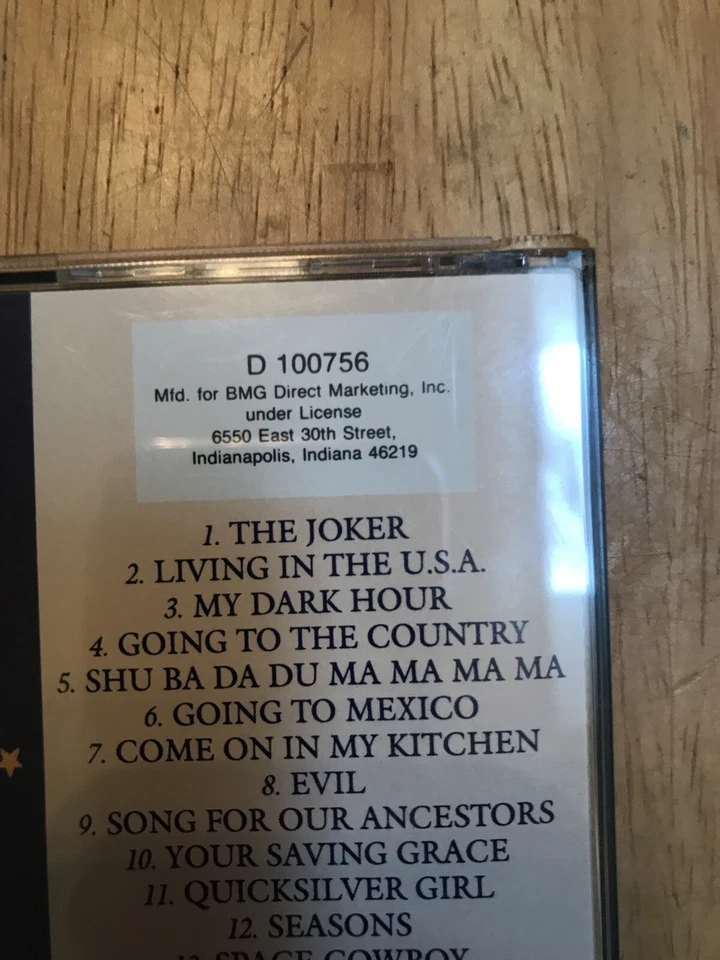 D 100756
Mfd. for BMG Direct Marketing, Inc.
under License
6550 East 30th Street,
Indianapolis, Indiana 46219
1. THE JOKER
2. LIVING IN THE U.S.A.
3. MY DARK HOUR
4. GOING TO THE COUNTRY
5. SHU BA DA DU MA MA MA MA
6. GOING TO MEXICO
7. COME ON IN MY KITCHEN
8. EVIL
9. SONG FOR OUR ANCESTORS
10. YOUR SAVING GRACE
11. QUICKSILVER GIRL
12. SEASONS
13. SPACE COWBOY